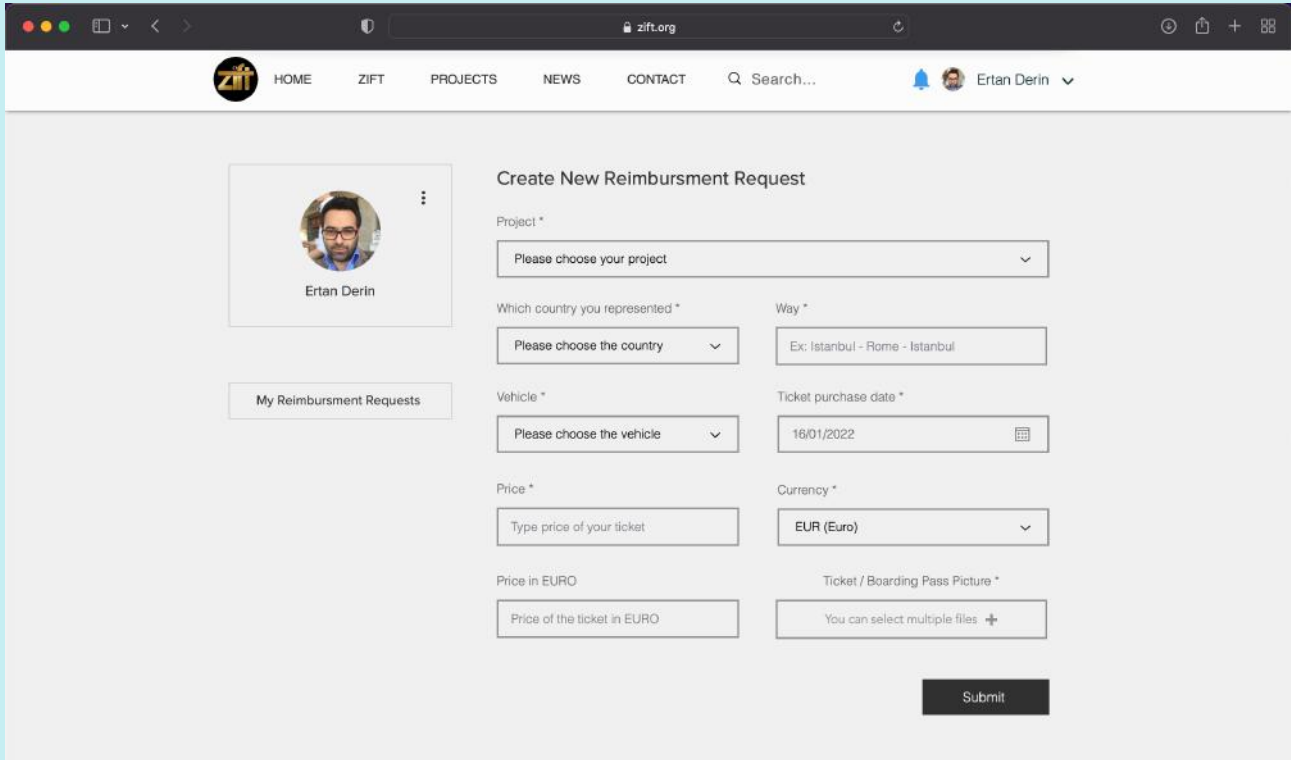 zift.org
zift HOME ZIFT PROJECTS NEWS CONTACT Search... Ertan Derin
Ertan Derin
My Reimbursment Requests
Create New Reimbursment Request
Project *
Please choose your project
Which country you represented * Way *
Please choose the country Ex: Istanbul - Rome - Istanbul
Vehicle * Ticket purchase date *
Please choose the vehicle 16/01/2022
Price * Currency *
Type price of your ticket EUR (Euro)
Price in EURO Ticket / Boarding Pass Picture *
Price of the ticket in EURO You can select multiple files +
Submit